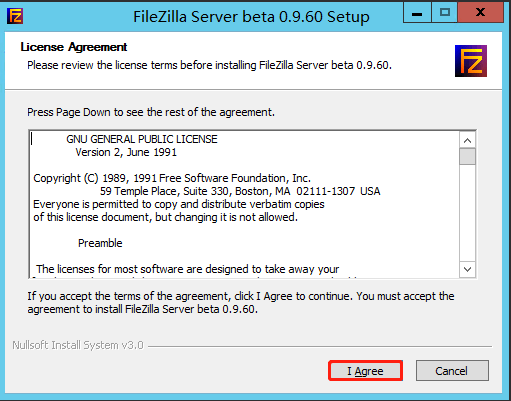 FileZilla Server beta 0.9.60 Setup
License Agreement
Please review the license terms before installing FileZilla Server beta 0.9.60.
Press Page Down to see the rest of the agreement.
GNU GENERAL PUBLIC LICENSE
Version 2, June 1991
Copyright (C) 1989, 1991 Free Software Foundation, Inc.
59 Temple Place, Suite 330, Boston, MA 02111-1307 USA
Everyone is permitted to copy and distribute verbatim copies
of this license document, but changing it is not allowed.
Preamble
The licenses for most software are designed to take away your
If you accept the terms of the agreement, click I Agree to continue. You must accept the
agreement to install FileZilla Server beta 0.9.60.
Nullsoft Install System v3.0
I Agree
Cancel